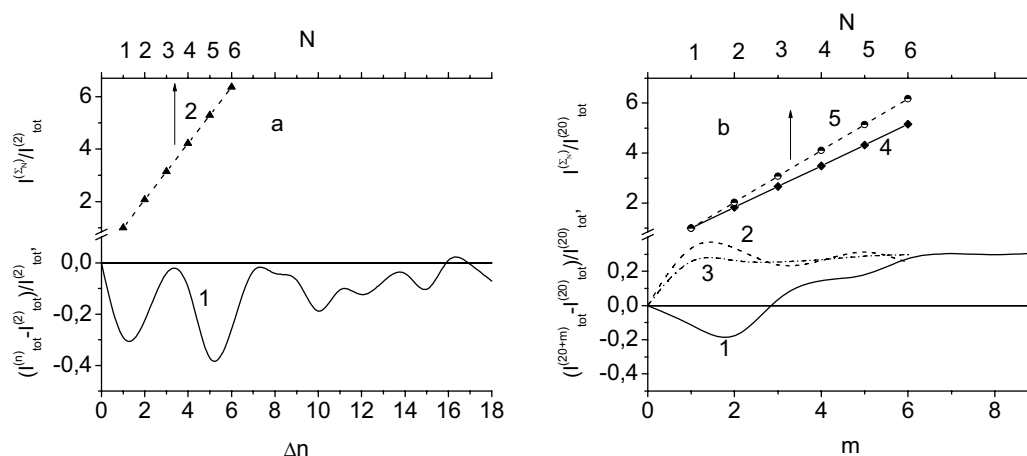 N
1 2 3 4 5 6
I^(Σ_N)/I^(2)_tot,
6
4
2
2
a
(I^(n)_tot-I^(2)_tot)/I^(2)_tot,
0,0
-0,2
-0,4
1
0 2 4 6 8 10 12 14 16 18
Δn
N
1 2 3 4 5 6
I^(Σ_N)/I^(20)_tot,
6
4
2
b
5
4
2
3
1
(I^(20+m)_tot-I^(20)_tot)/I^(20)_tot,
0,2
0,0
-0,2
-0,4
0 2 4 6 8
m